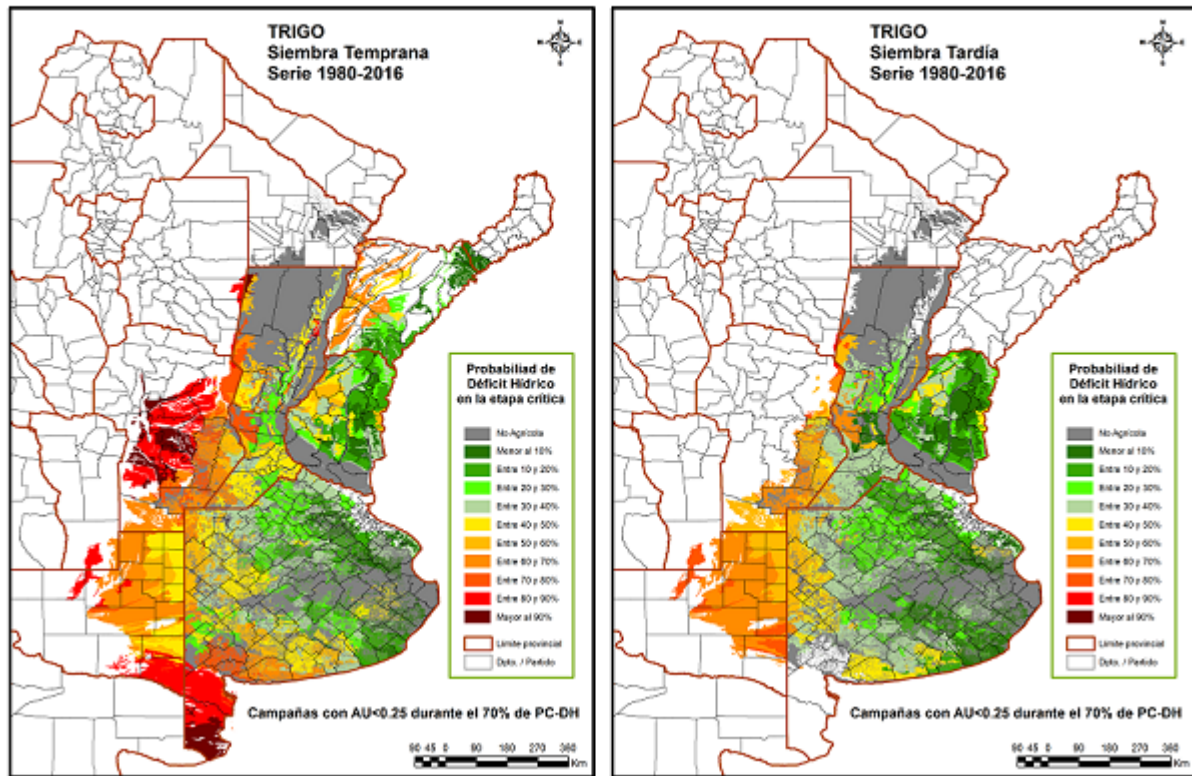 TRIGO
Siembra Temprana
Serie 1980-2016
N
S
Probabiliad de
Déficit Hídrico
en la etapa crítica
No Agrícola
Menor al 10%
Entre 10 y 20%
Entre 20 y 30%
Entre 30 y 40%
Entre 40 y 50%
Entre 50 y 60%
Entre 60 y 70%
Entre 70 y 80%
Entre 80 y 90%
Mayor al 90%
Límite provincial
Dpto. / Partido
Campañas con AU<0.25 durante el 70% de PC-DH
90 45 0 90 180 270 360
Km
TRIGO
Siembra Tardía
Serie 1980-2016
N
S
Probabiliad de
Déficit Hídrico
en la etapa crítica
No Agrícola
Menor al 10%
Entre 10 y 20%
Entre 20 y 30%
Entre 30 y 40%
Entre 40 y 50%
Entre 50 y 60%
Entre 60 y 70%
Entre 70 y 80%
Entre 80 y 90%
Mayor al 90%
Límite provincial
Dpto. / Partido
Campañas con AU<0.25 durante el 70% de PC-DH
90 45 0 90 180 270 360
Km